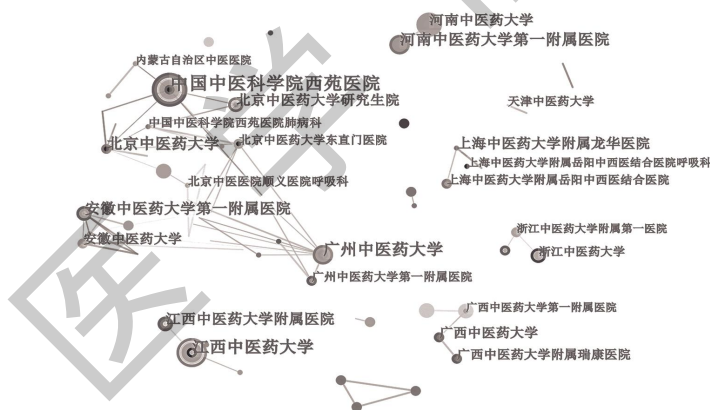 河南中医药大学
河南中医药大学第一附属医院
内蒙古自治区中医医院
中国中医科学院西苑医院
北京中医药大学研究生院
天津中医药大学
中国中医科学院西苑医院肺病科
北京中医药大学
北京中医药大学东直门医院
上海中医药大学附属龙华医院
上海中医药大学附属岳阳中西医结合医院呼吸科
上海中医药大学附属岳阳中西医结合医院
北京中医医院顺义医院呼吸科
安徽中医药大学第一附属医院
安徽中医药大学
浙江中医药大学附属第一医院
浙江中医药大学
广州中医药大学
广州中医药大学第一附属医院
广西中医药大学第一附属医院
江西中医药大学附属医院
广西中医药大学
江西中医药大学
广西中医药大学附属瑞康医院
医学